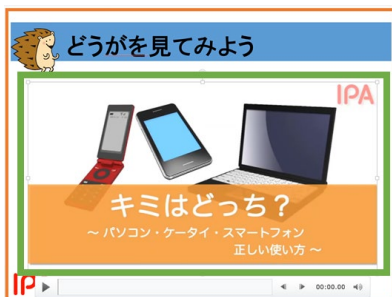 どうがを見てみよう
IPA
キミはどっち？
～ パソコン・ケータイ・スマートフォン
正しい使い方 ～
IP
00:00.00